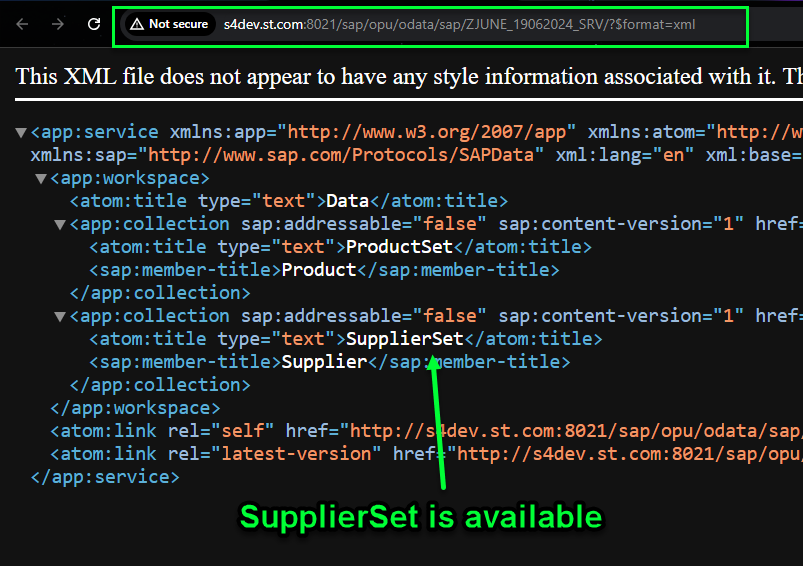 Not secure s4dev.st.com:8021/sap/opu/odata/sap/ZJUNE_19062024_SRV/?$format=xml
This XML file does not appear to have any style information associated with it.
<app:service xmlns:app="http://www.w3.org/2007/app" xmlns:atom="http://w
xmlns:sap="http://www.sap.com/Protocols/SAPData" xml:lang="en" xml:base=
<app:workspace>
<atom:title type="text">Data</atom:title>
<app:collection sap:addressable="false" sap:content-version="1" href=
<atom:title type="text">ProductSet</atom:title>
<sap:member-title>Product</sap:member-title>
</app:collection>
<app:collection sap:addressable="false" sap:content-version="1" href=
<atom:title type="text">SupplierSet</atom:title>
<sap:member-title>Supplier</sap:member-title>
</app:collection>
</app:workspace>
<atom:link rel="self" href="http://s4dev.st.com:8021/sap/opu/odata/sap/
<atom:link rel="latest-version" href="http://s4dev.st.com:8021/sap/opu/
</app:service>
SupplierSet is available